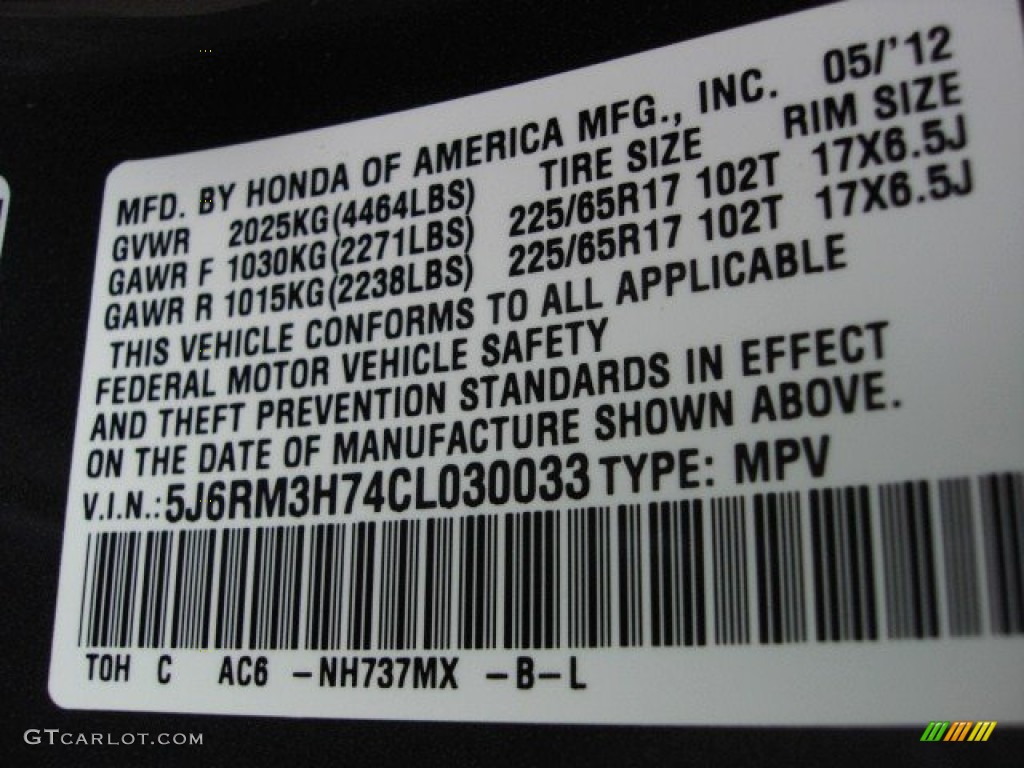 MFD. BY HONDA OF AMERICA MFG., INC. 05/'12
GVWR 2025KG(4464LBS) TIRE SIZE RIM SIZE
GAWR F 1030KG(2271LBS) 225/65R17 102T 17X6.5J
GAWR R 1015KG(2238LBS) 225/65R17 102T 17X6.5J
THIS VEHICLE CONFORMS TO ALL APPLICABLE
FEDERAL MOTOR VEHICLE SAFETY
AND THEFT PREVENTION STANDARDS IN EFFECT
ON THE DATE OF MANUFACTURE SHOWN ABOVE.
V.I.N.:5J6RM3H74CL030033 TYPE: MPV
TOH C AC6 -NH737MX -B-L
GTCARLOT.COM